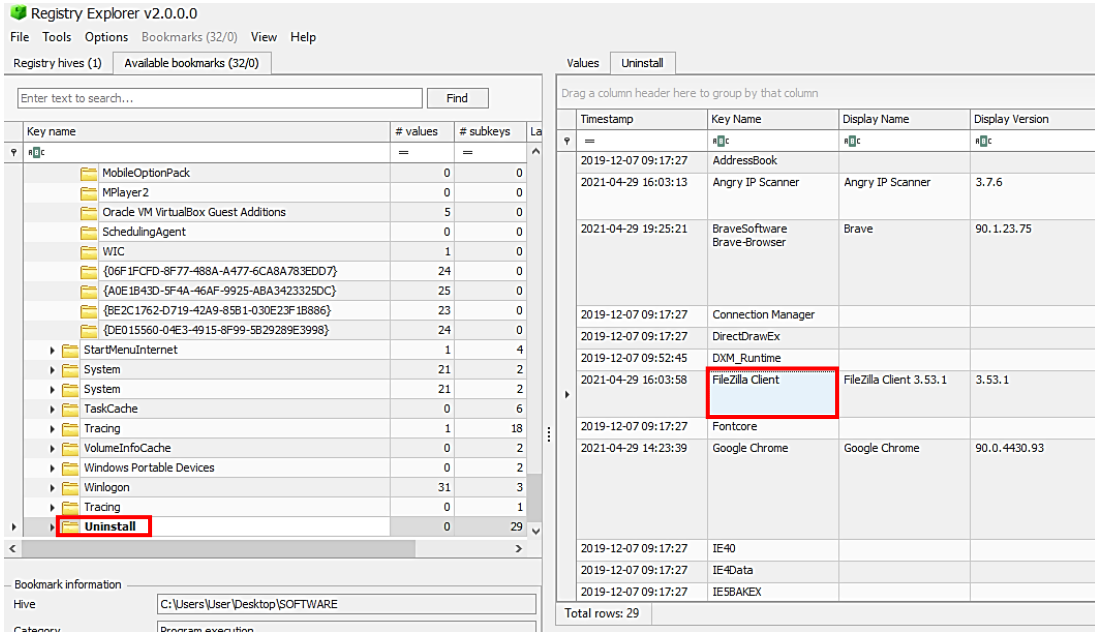 Registry Explorer v2.0.0.0
File Tools Options Bookmarks (32/0) View Help
Registry hives (1) Available bookmarks (32/0)
Enter text to search... Find
Key name # values # subkeys La
ABC = =
MobileOptionPack 0 0
MPlayer2 0 0
Oracle VM VirtualBox Guest Additions 5 0
SchedulingAgent 0 0
WIC 1 0
{06F1FCFD-8F77-488A-A477-6CA8A783EDD7} 24 0
{A0E1B43D-5F4A-46AF-9925-ABA3423325DC} 25 0
{BE2C1762-D719-42A9-85B1-030E23F1B886} 23 0
{DE015560-04E3-4915-8F99-5B29289E3998} 24 0
StartMenuInternet 1 4
System 21 2
System 21 2
TaskCache 0 6
Tracing 1 18
VolumeInfoCache 0 2
Windows Portable Devices 0 2
Winlogon 31 3
Tracing 0 1
Uninstall 0 29
Bookmark information
Hive C:\Users\User\Desktop\SOFTWARE
Category Program execution
Values Uninstall
Drag a column header here to group by that column
Timestamp Key Name Display Name Display Version
= ABC ABC ABC
2019-12-07 09:17:27 AddressBook
2021-04-29 16:03:13 Angry IP Scanner Angry IP Scanner 3.7.6
2021-04-29 19:25:21 BraveSoftware Brave 90.1.23.75
Brave-Browser
2019-12-07 09:17:27 Connection Manager
2019-12-07 09:17:27 DirectDrawEx
2019-12-07 09:52:45 DXM_Runtime
2021-04-29 16:03:58 FileZilla Client FileZilla Client 3.53.1 3.53.1
2019-12-07 09:17:27 Fontcore
2021-04-29 14:23:39 Google Chrome Google Chrome 90.0.4430.93
2019-12-07 09:17:27 IE40
2019-12-07 09:17:27 IE4Data
2019-12-07 09:17:27 IE5BAKEX
Total rows: 29